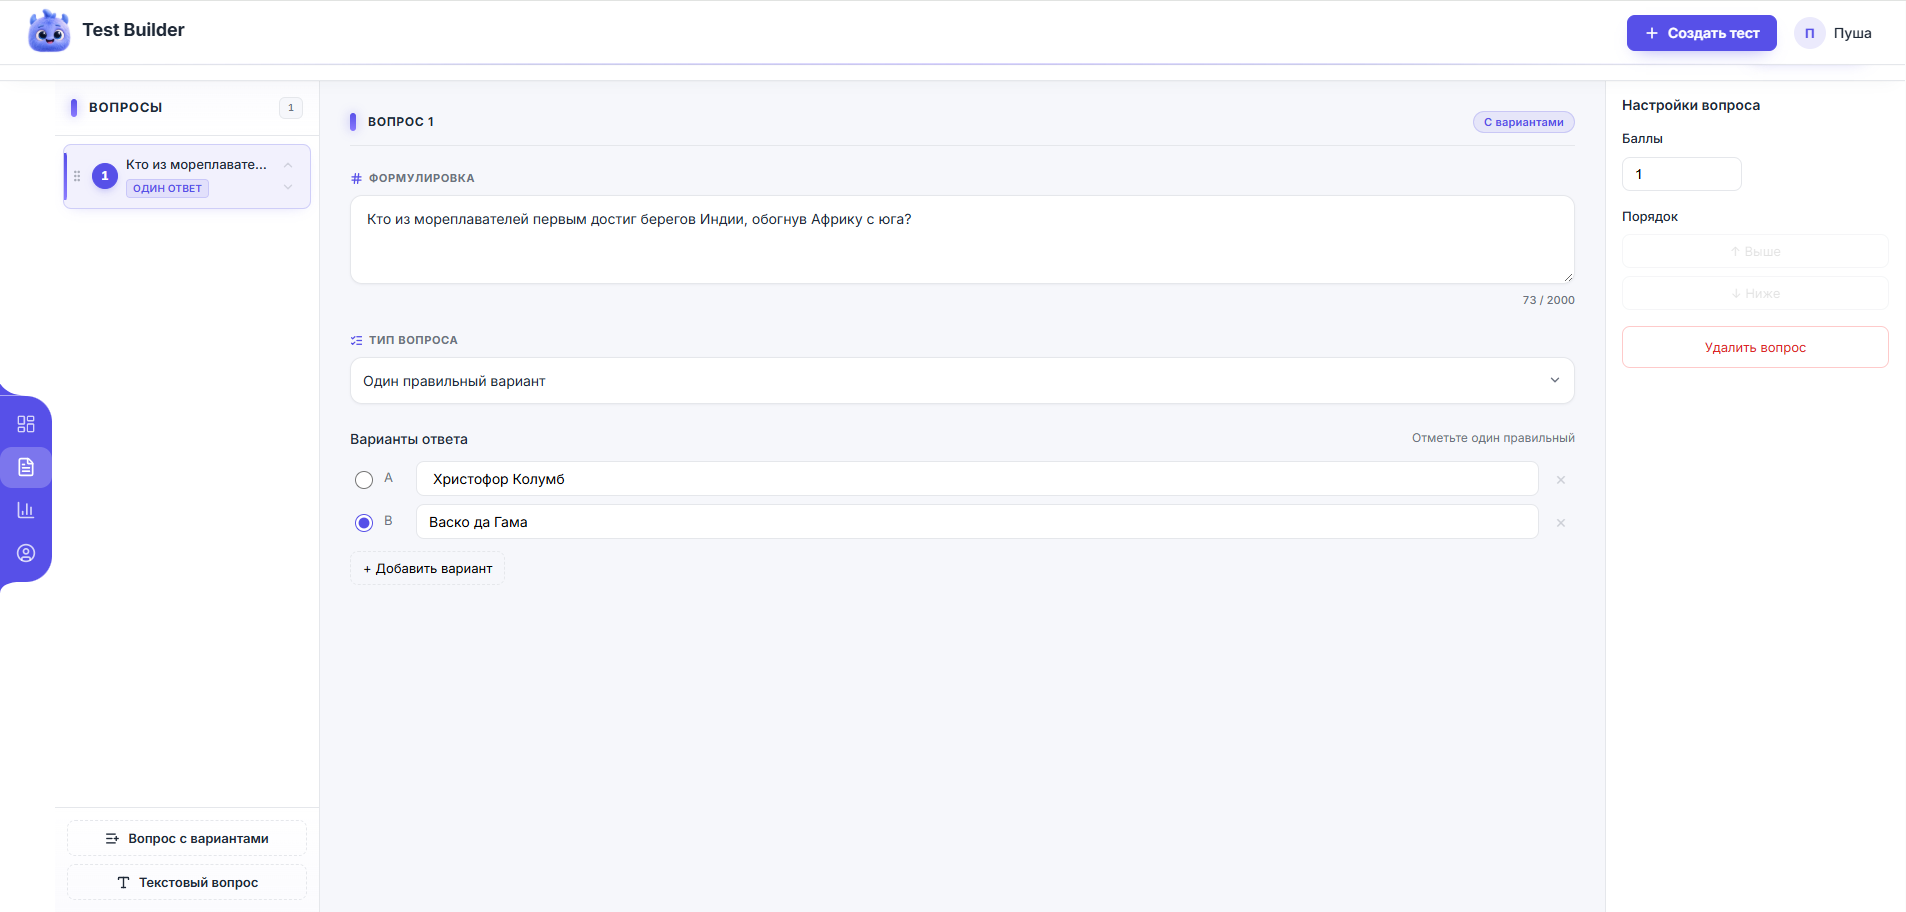 Test Builder
+ Создать тест
П Пуша
ВОПРОСЫ 1
1 Кто из мореплавате...
ОДИН ОТВЕТ
Вопрос с вариантами
Текстовый вопрос
ВОПРОС 1
С вариантами
# ФОРМУЛИРОВКА
Кто из мореплавателей первым достиг берегов Индии, обогнув Африку с юга?
73 / 2000
ТИП ВОПРОСА
Один правильный вариант
Варианты ответа
Отметьте один правильный
A Христофор Колумб ×
B Васко да Гама ×
+ Добавить вариант
Настройки вопроса
Баллы
1
Порядок
↑ Выше
↓ Ниже
Удалить вопрос